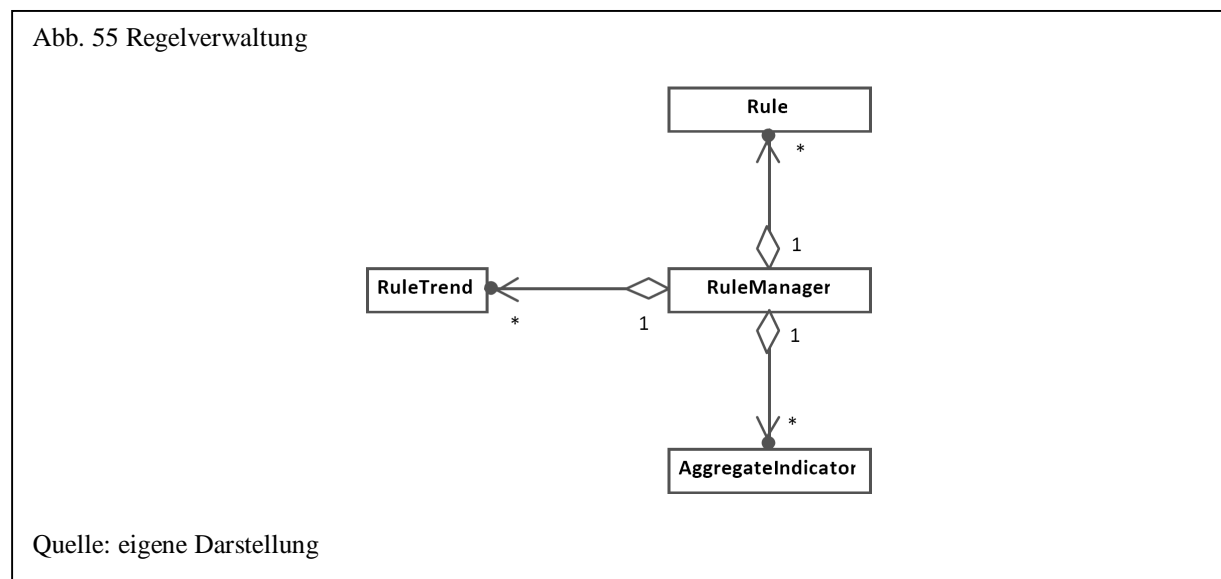 Abb. 55 Regelverwaltung
Rule
*
1
RuleTrend
RuleManager
*
1
1
*
AggregateIndicator
Quelle: eigene Darstellung